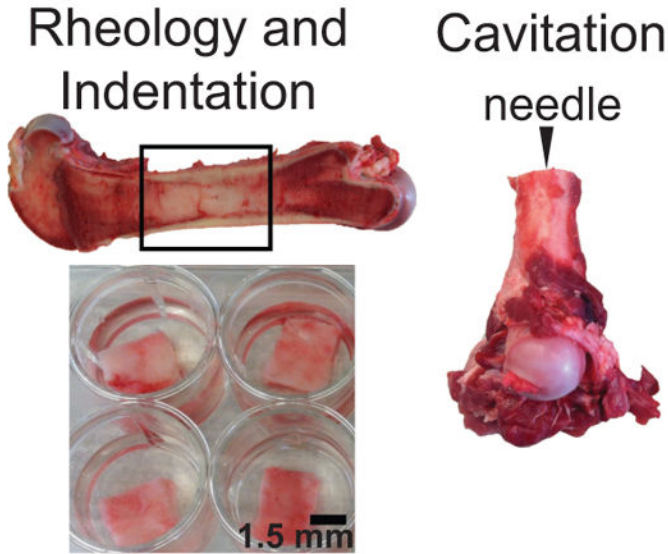 Rheology and
Indentation
Cavitation
needle
1.5 mm